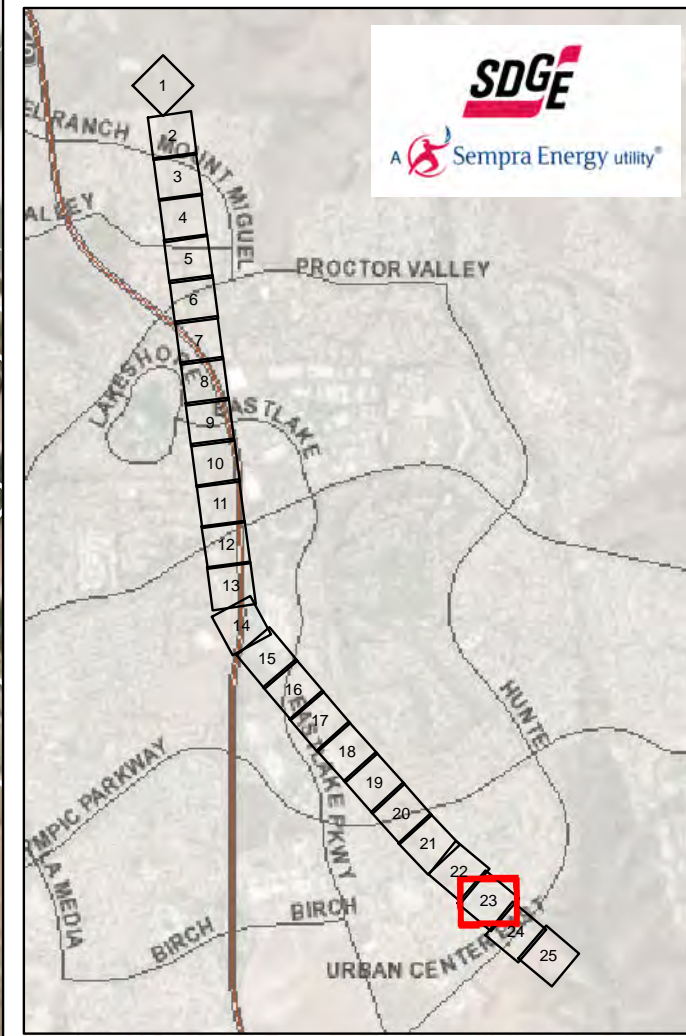 SDGE
A Sempra Energy utility®
5
1
EL RANCH
MOUNT MIGUEL
2
3
ALLEY
4
5
PROCTOR VALLEY
6
7
LAKESHORE
8
EASTLAKE
9
10
11
12
13
14
15
16
EASTLAKE PKWY
17
HUNTE
18
19
20
YMPIC PARKWAY
21
LA MEDIA
22
23
BIRCH
BIRCH
24
URBAN CENTER
25